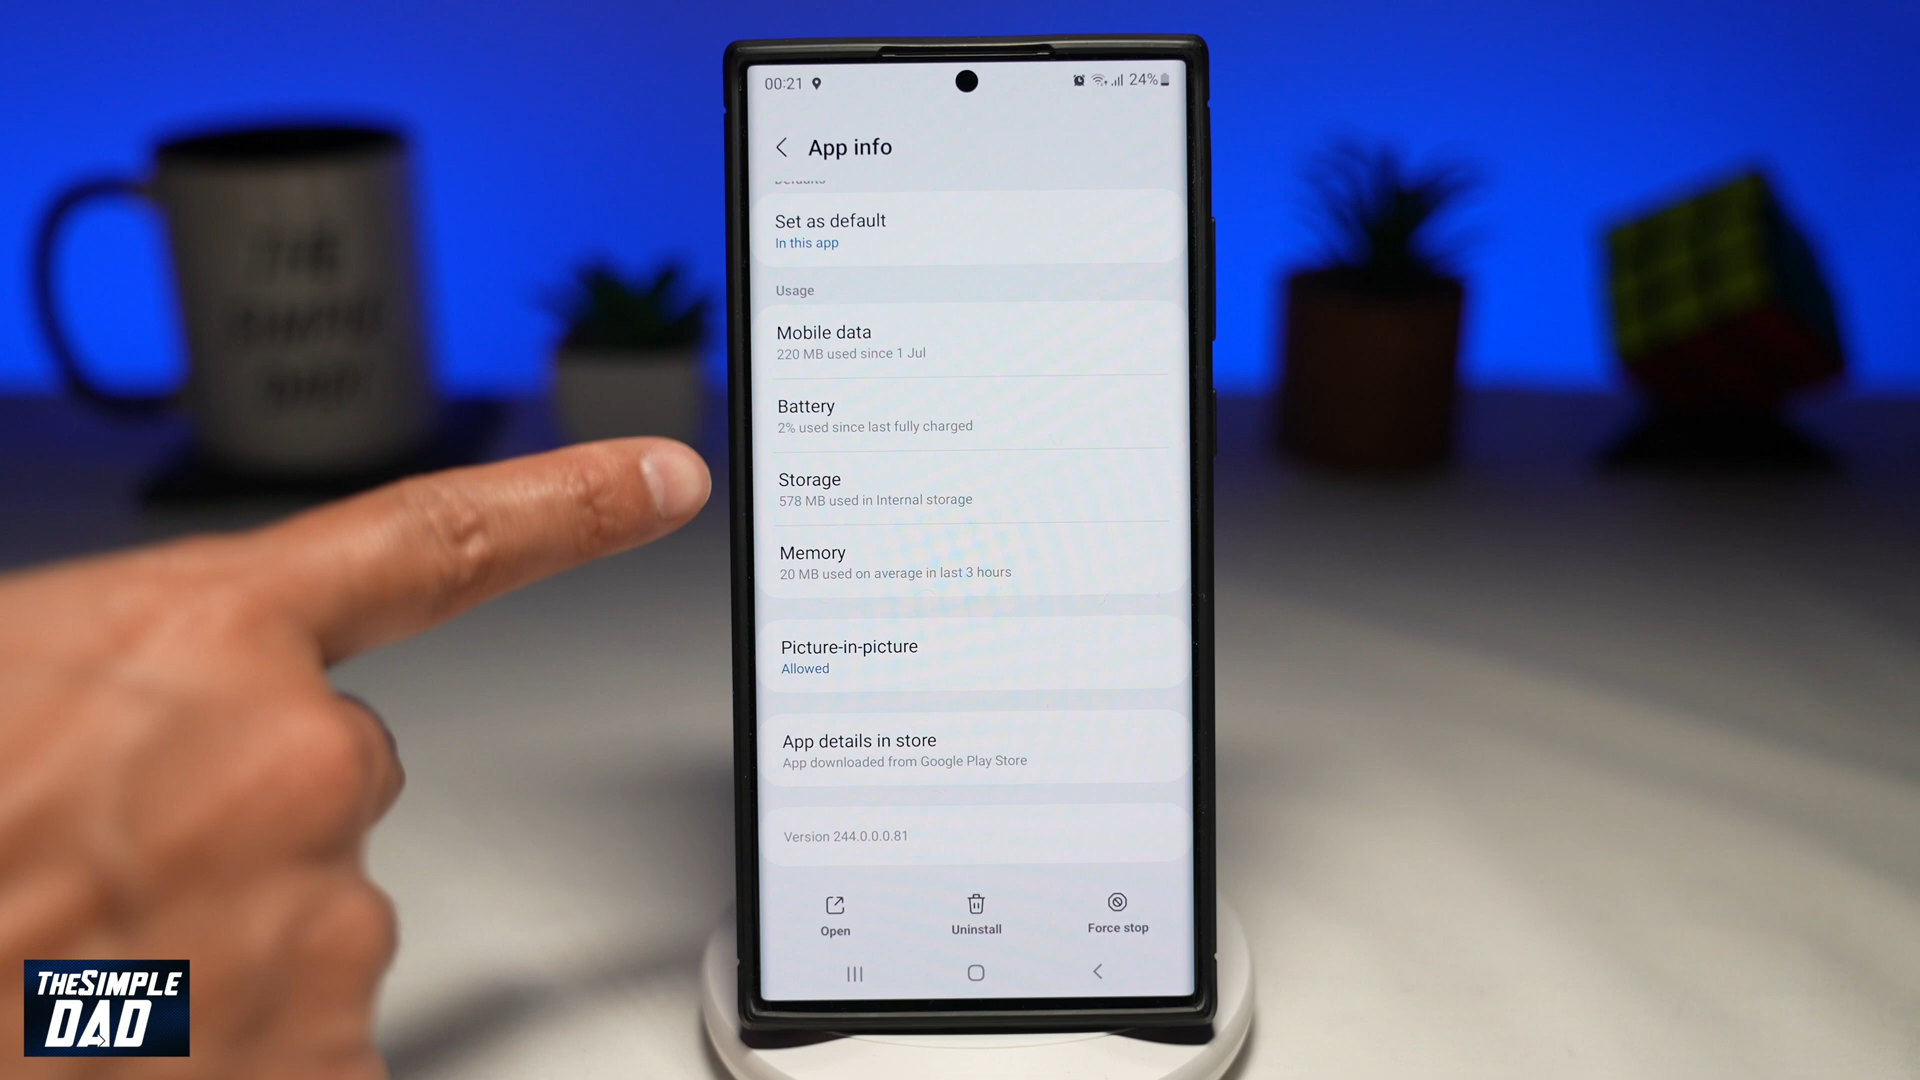 00:21
24%
App info
Set as default
In this app
Usage
Mobile data
220 MB used since 1 Jul
Battery
2% used since last fully charged
Storage
578 MB used in Internal storage
Memory
20 MB used on average in last 3 hours
Picture-in-picture
Allowed
App details in store
App downloaded from Google Play Store
Version 244.0.0.0.81
Open
Uninstall
Force stop
THE SIMPLE
DAD